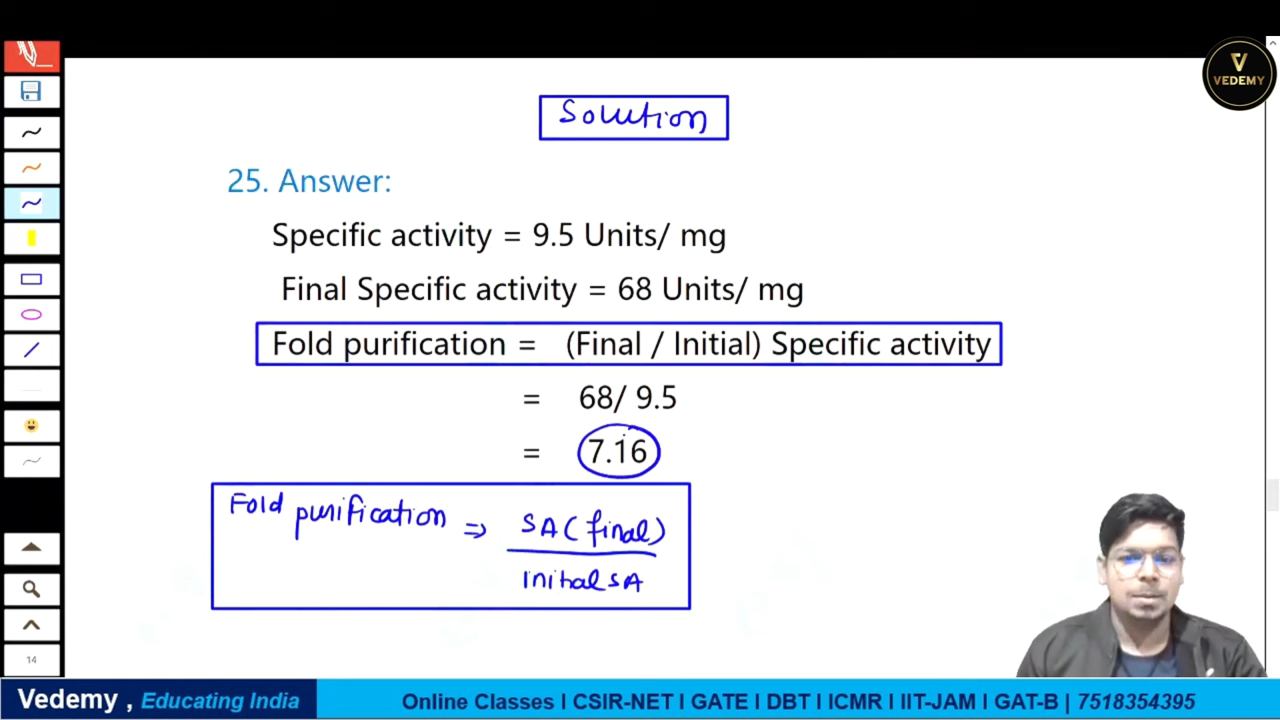 V
VEDEMY
Solution
25. Answer:
Specific activity = 9.5 Units/ mg
Final Specific activity = 68 Units/ mg
Fold purification = (Final / Initial) Specific activity
= 68/ 9.5
= 7.16
Fold purification ⇒ SA (final)
initial SA
14
Vedemy , Educating India
Online Classes I CSIR-NET I GATE I DBT I ICMR I IIT-JAM I GAT-B | 7518354395